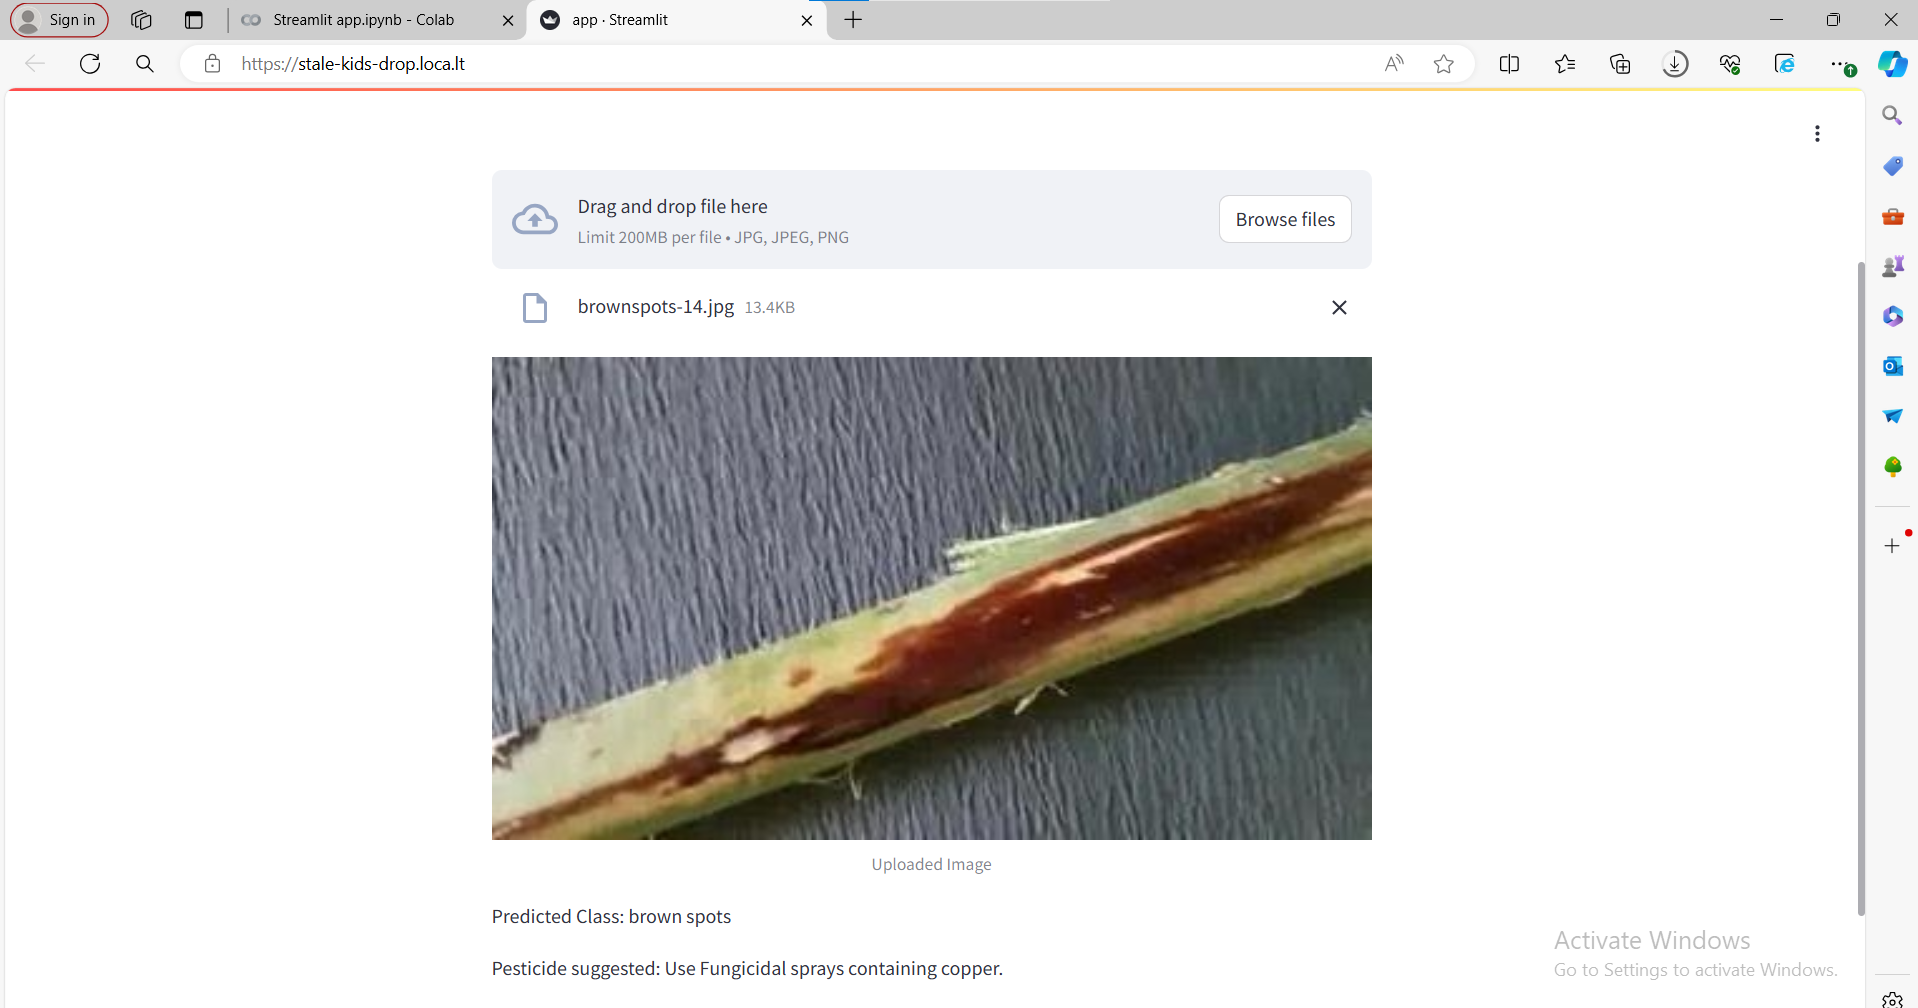 Sign in
Streamlit app.ipynb - Colab
app · Streamlit
https://stale-kids-drop.loca.lt
Drag and drop file here
Limit 200MB per file • JPG, JPEG, PNG
Browse files
brownspots-14.jpg 13.4KB
Uploaded Image
Predicted Class: brown spots
Pesticide suggested: Use Fungicidal sprays containing copper.
Activate Windows
Go to Settings to activate Windows.